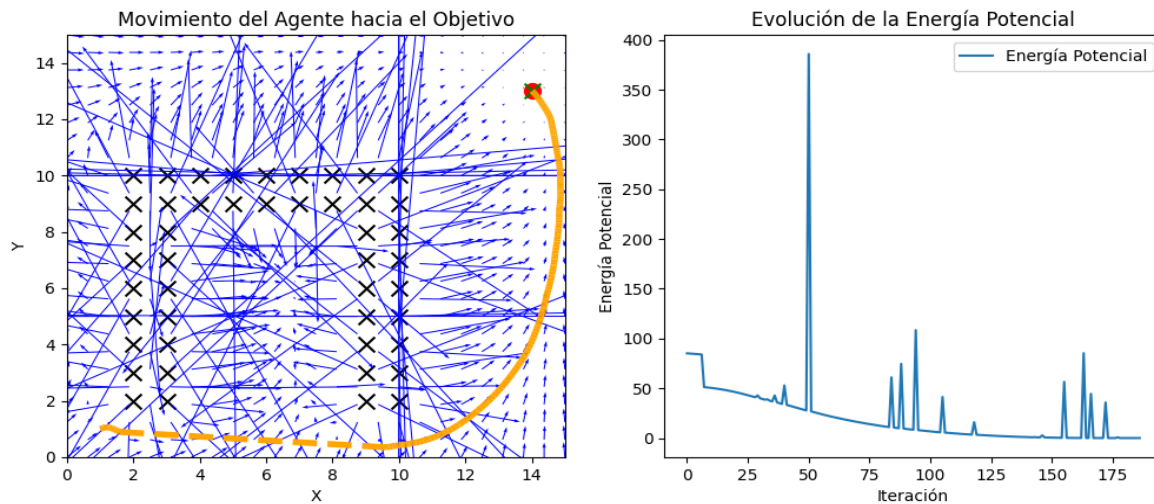 Movimiento del Agente hacia el Objetivo
14
12
10
8
6
4
2
0
Y
0 2 4 6 8 10 12 14
X
Evolución de la Energía Potencial
Energía Potencial
400
350
300
250
200
150
100
50
0
Energía Potencial
0 25 50 75 100 125 150 175
Iteración